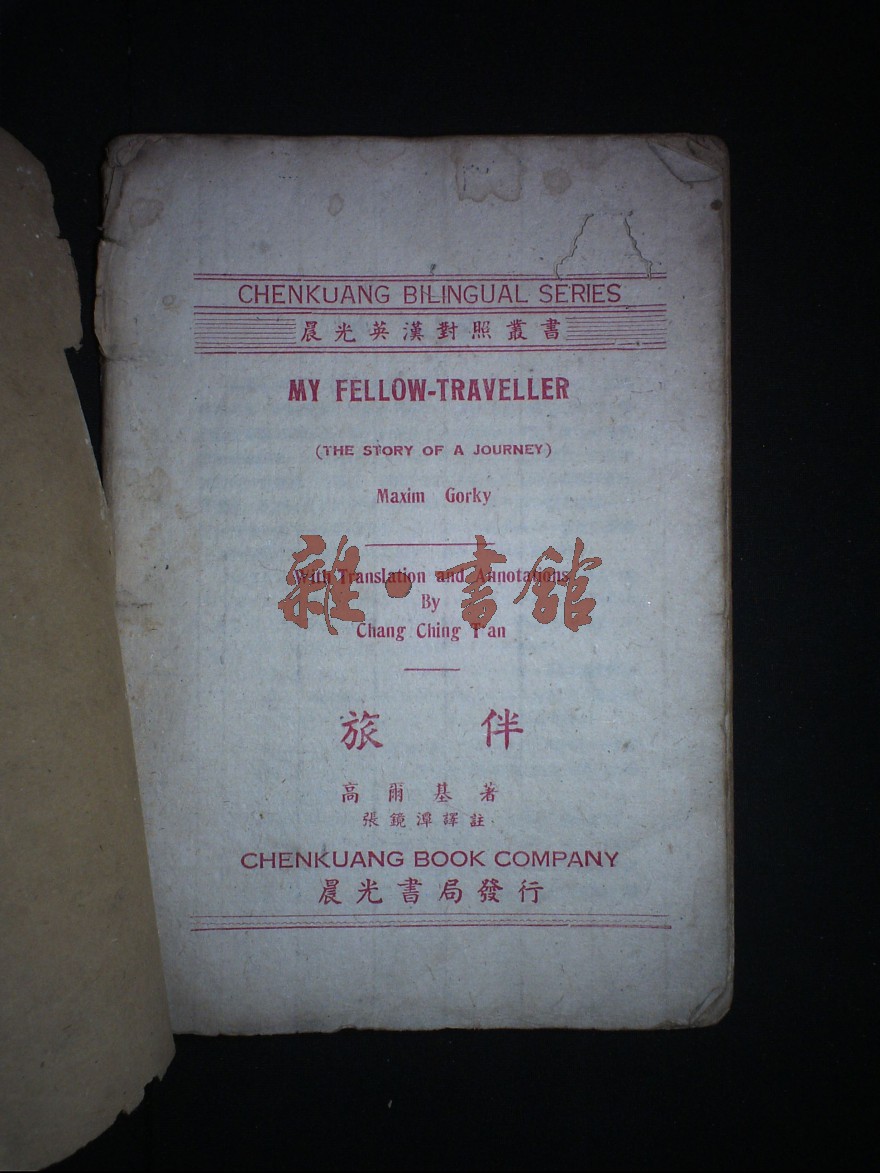 CHENKUANG BILINGUAL SERIES
晨光英漢對照叢書
MY FELLOW-TRAVELLER
(THE STORY OF A JOURNEY)
Maxim Gorky
With Translation and Annotations
By
Chang Ching T'an
雜·書館
旅伴
高爾基著
張鏡潭譯註
CHENKUANG BOOK COMPANY
晨光書局發行